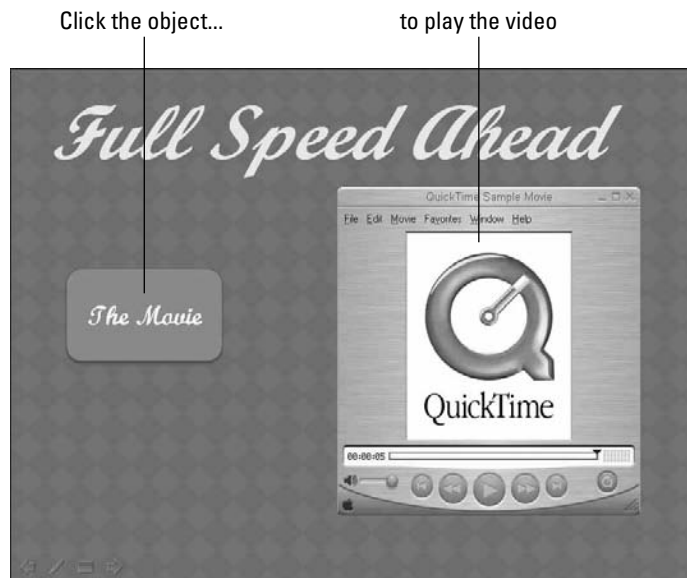 Click the object... to play the video
Full Speed Ahead
QuickTime Sample Movie
File Edit Movie Favorites Window Help
The Movie
QuickTime
00:00:05